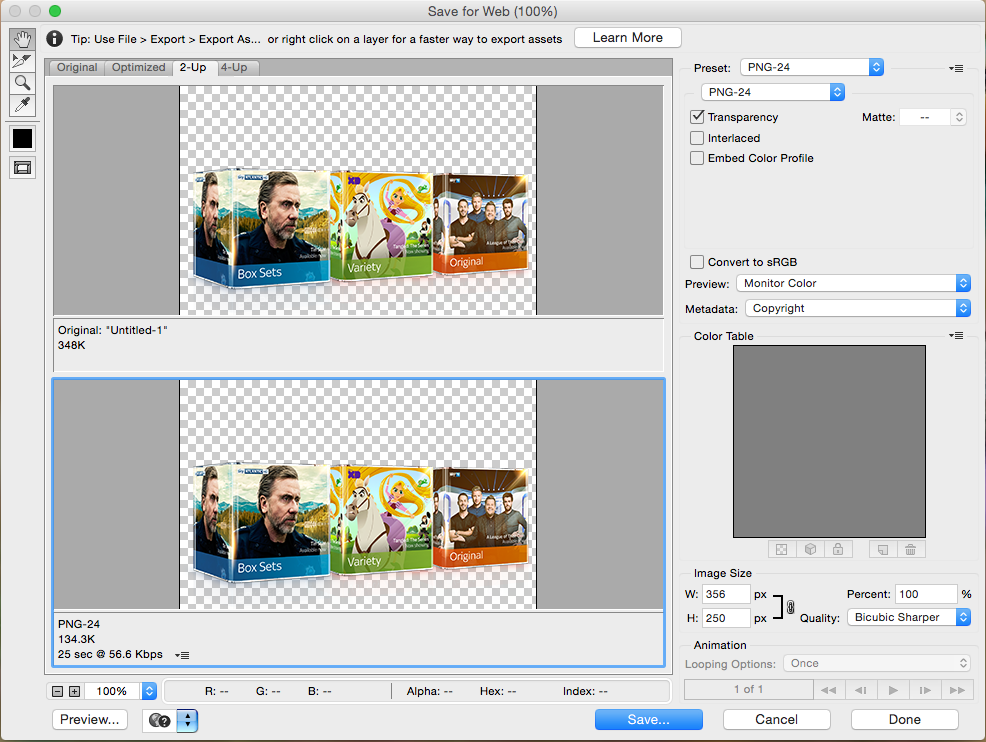 Save for Web (100%)
Tip: Use File > Export > Export As... or right click on a layer for a faster way to export assets
Learn More
Original
Optimized
2-Up
4-Up
Box Sets
Variety
Original
Original: "Untitled-1"
348K
Box Sets
Variety
Original
PNG-24
134.3K
25 sec @ 56.6 Kbps
100%
R: --
G: --
B: --
Alpha: --
Hex: --
Index: --
Preview...
Save...
Cancel
Done
Preset: PNG-24
PNG-24
Transparency
Matte: --
Interlaced
Embed Color Profile
Convert to sRGB
Preview: Monitor Color
Metadata: Copyright
Color Table
Image Size
W: 356 px
Percent: 100 %
H: 250 px
Quality: Bicubic Sharper
Animation
Looping Options: Once
1 of 1